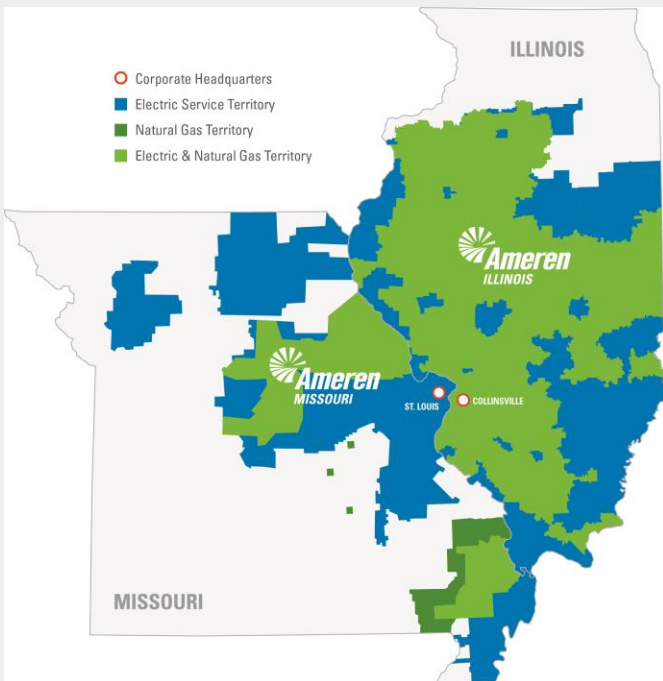 ILLINOIS
Corporate Headquarters
Electric Service Territory
Natural Gas Territory
Electric & Natural Gas Territory
Ameren
ILLINOIS
Ameren
MISSOURI
ST. LOUIS
COLLINSVILLE
MISSOURI